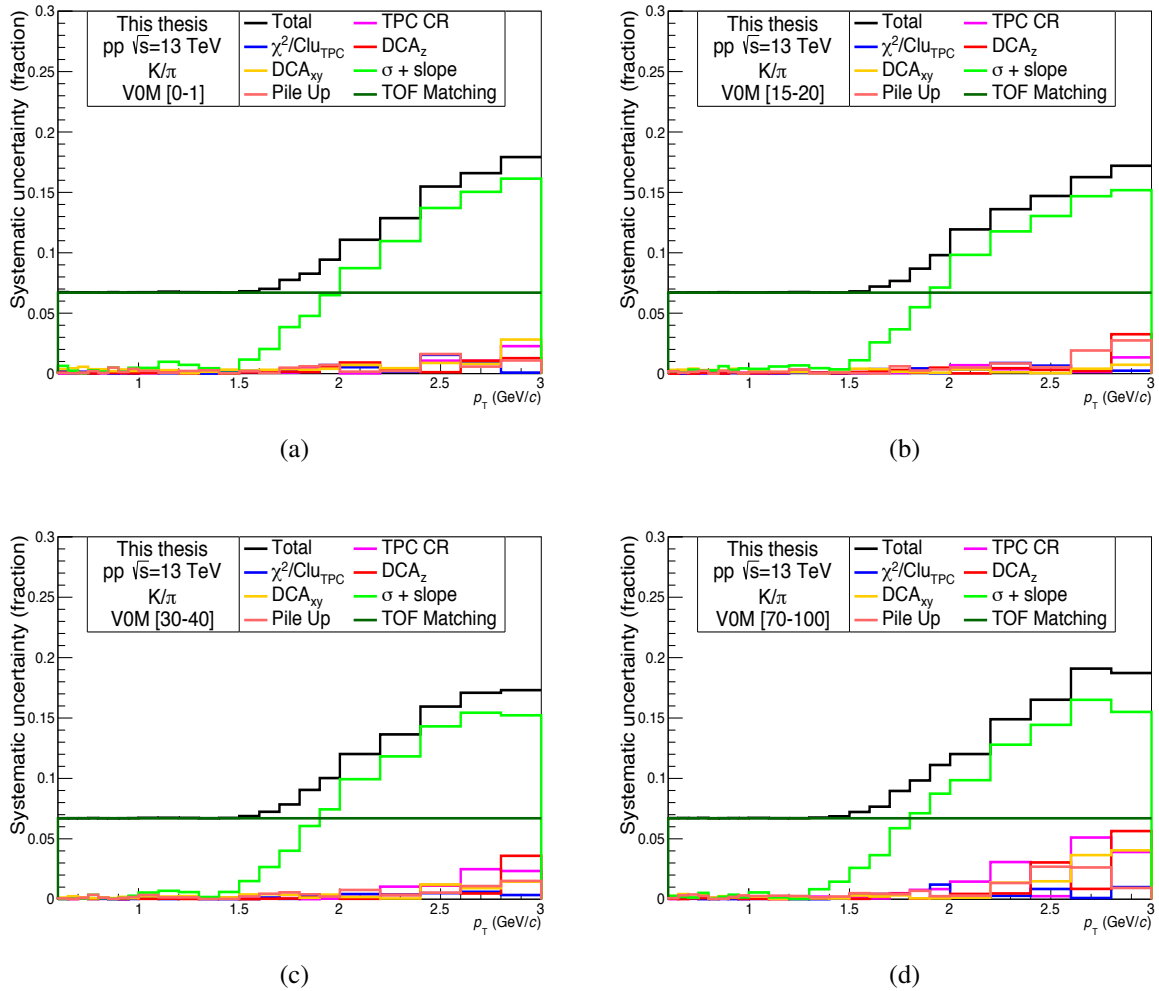 Systematic uncertainty (fraction)
0.3
0.25
0.2
0.15
0.1
0.05
0
This thesis
pp √s=13 TeV
K/π
V0M [0-1]
Total
χ²/Clu_TPC
DCA_xy
Pile Up
TPC CR
DCA_z
σ + slope
TOF Matching
1
1.5
2
2.5
3
p_T (GeV/c)
(a)
Systematic uncertainty (fraction)
0.3
0.25
0.2
0.15
0.1
0.05
0
This thesis
pp √s=13 TeV
K/π
V0M [15-20]
Total
χ²/Clu_TPC
DCA_xy
Pile Up
TPC CR
DCA_z
σ + slope
TOF Matching
1
1.5
2
2.5
3
p_T (GeV/c)
(b)
Systematic uncertainty (fraction)
0.3
0.25
0.2
0.15
0.1
0.05
0
This thesis
pp √s=13 TeV
K/π
V0M [30-40]
Total
χ²/Clu_TPC
DCA_xy
Pile Up
TPC CR
DCA_z
σ + slope
TOF Matching
1
1.5
2
2.5
3
p_T (GeV/c)
(c)
Systematic uncertainty (fraction)
0.3
0.25
0.2
0.15
0.1
0.05
0
This thesis
pp √s=13 TeV
K/π
V0M [70-100]
Total
χ²/Clu_TPC
DCA_xy
Pile Up
TPC CR
DCA_z
σ + slope
TOF Matching
1
1.5
2
2.5
3
p_T (GeV/c)
(d)